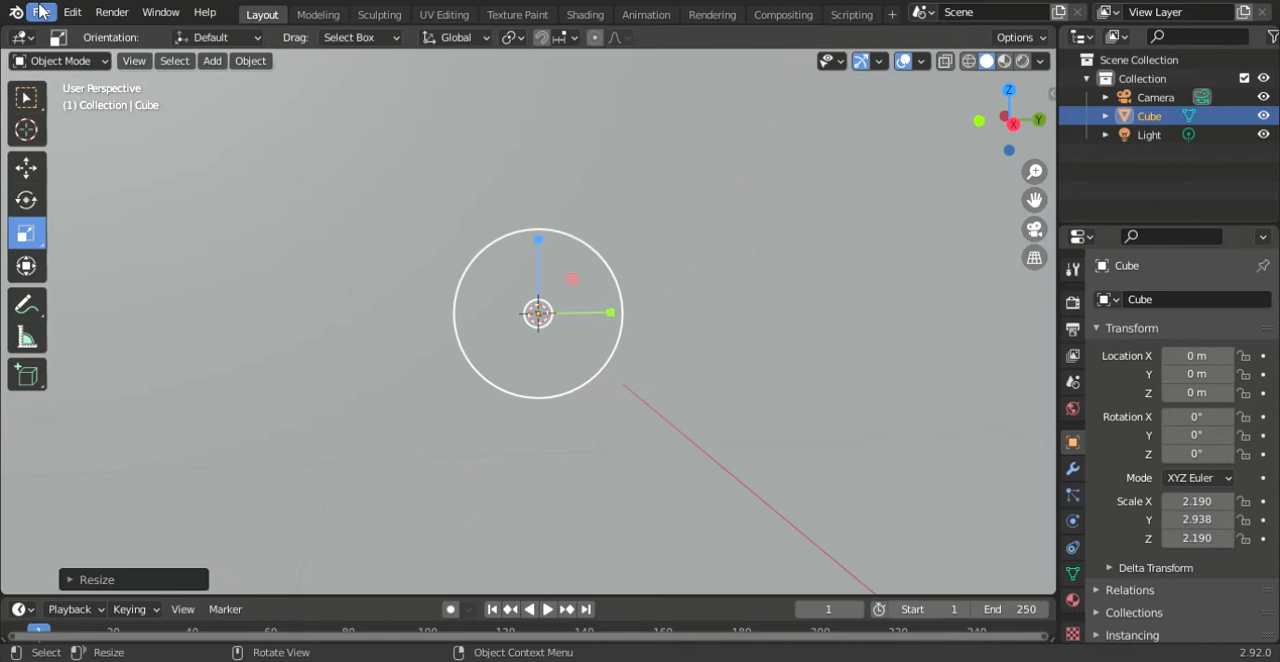 Edit Render Window Help Layout Modeling Sculpting UV Editing Texture Paint Shading Animation Rendering Compositing Scripting + Scene View Layer
Orientation: Default Drag: Select Box Global Options
Object Mode View Select Add Object
User Perspective
(1) Collection | Cube
Z
Y
X
Scene Collection
Collection
Camera
Cube
Light
Cube
Cube
Transform
Location X 0 m
Y 0 m
Z 0 m
Rotation X 0°
Y 0°
Z 0°
Mode XYZ Euler
Scale X 2.190
Y 2.938
Z 2.190
Delta Transform
Relations
Collections
Instancing
Resize
Playback Keying View Marker 1 Start 1 End 250
1
Select Resize Rotate View Object Context Menu 2.92.0